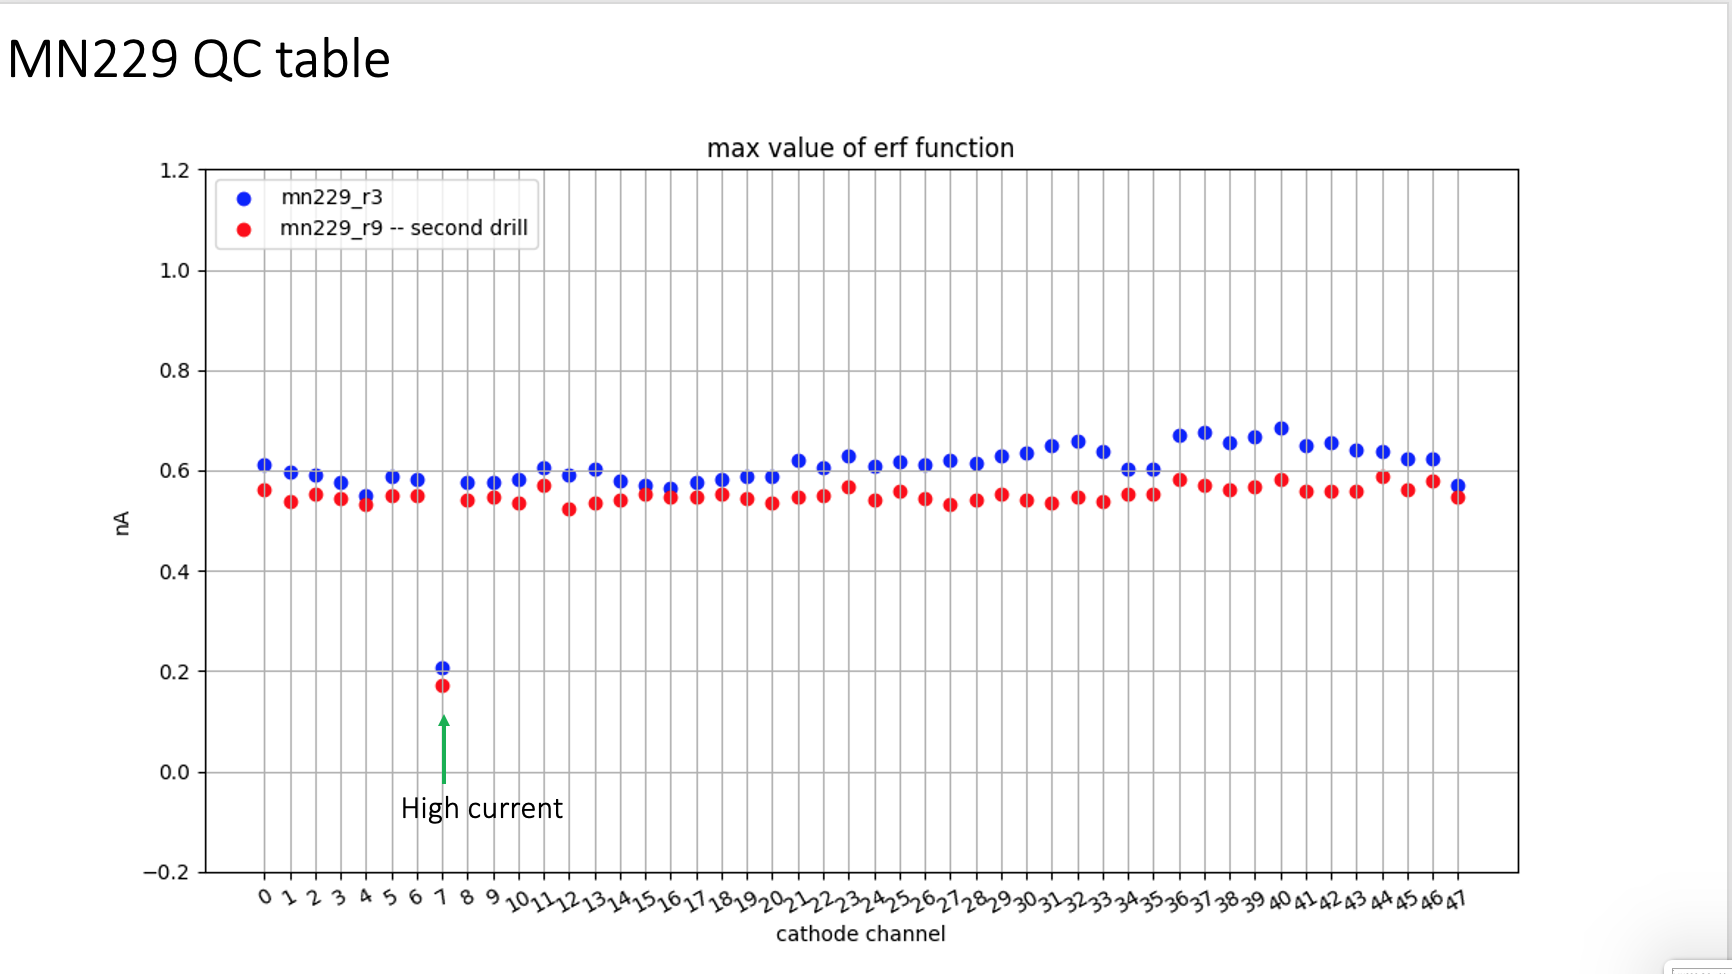 MN229 QC table
max value of erf function
1.2
mn229_r3
mn229_r9 -- second drill
1.0
0.8
0.6
nA
0.4
0.2
0.0
High current
−0.2
0 1 2 3 4 5 6 7 8 9 10 11 12 13 14 15 16 17 18 19 20 21 22 23 24 25 26 27 28 29 30 31 32 33 34 35 36 37 38 39 40 41 42 43 44 45 46 47
cathode channel